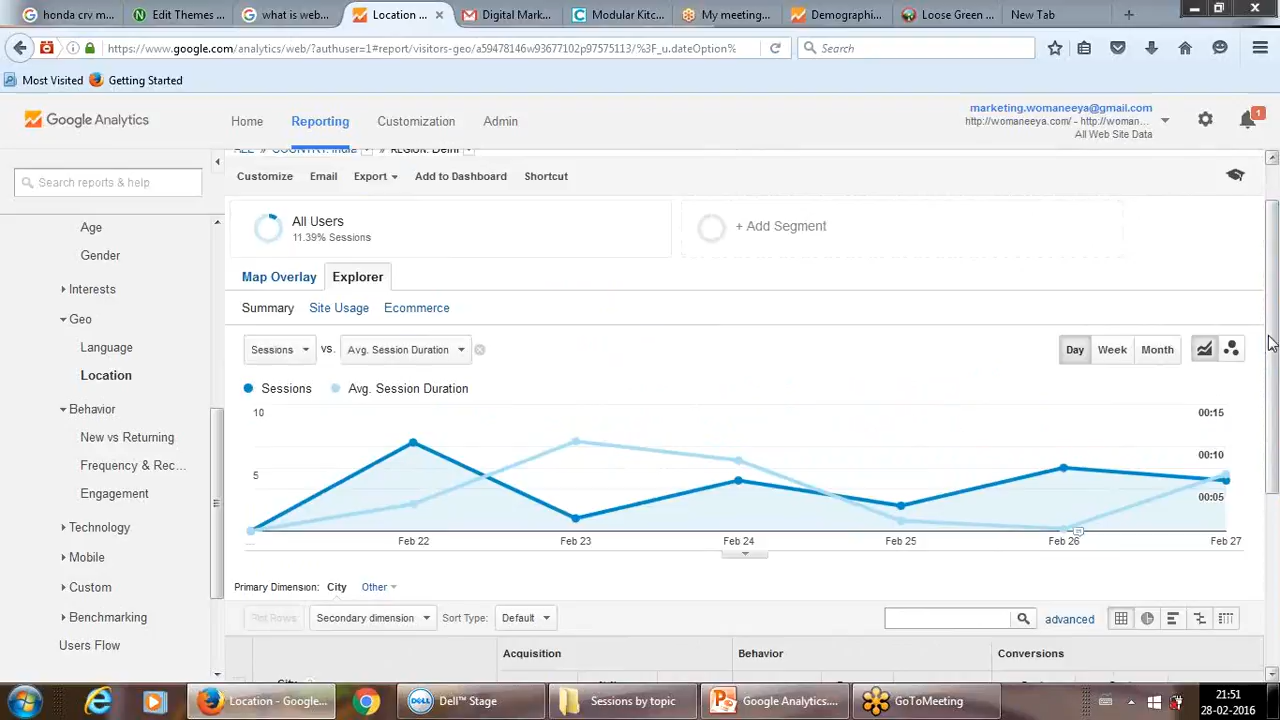 honda crv m...
Edit Themes ...
what is web...
Location ...
Digital Mark...
Modular Kitc...
My meeting...
Demographi...
Loose Green ...
New Tab
https://www.google.com/analytics/web/?authuser=1#report/visitors-geo/a59478146w93677102p97575113/%3F_u.dateOption%
Search
Most Visited
Getting Started
Google Analytics
Home
Reporting
Customization
Admin
marketing.womaneeya@gmail.com
http://womaneeya.com/ - http://woman...
All Web Site Data
1
ALL » COUNTRY: India » REGION: Delhi
Search reports & help
Customize
Email
Export
Add to Dashboard
Shortcut
Age
Gender
Interests
Geo
Language
Location
Behavior
New vs Returning
Frequency & Rec...
Engagement
Technology
Mobile
Custom
Benchmarking
Users Flow
All Users
11.39% Sessions
+ Add Segment
Map Overlay
Explorer
Summary
Site Usage
Ecommerce
Sessions
vs.
Avg. Session Duration
Day
Week
Month
Sessions
Avg. Session Duration
10
5
00:15
00:10
00:05
...
Feb 22
Feb 23
Feb 24
Feb 25
Feb 26
Feb 27
Primary Dimension:
City
Other
Plot Rows
Secondary dimension
Sort Type:
Default
advanced
Acquisition
Behavior
Conversions
Location - Google...
Dell™ Stage
Sessions by topic
Google Analytics....
GoToMeeting
21:51
28-02-2016